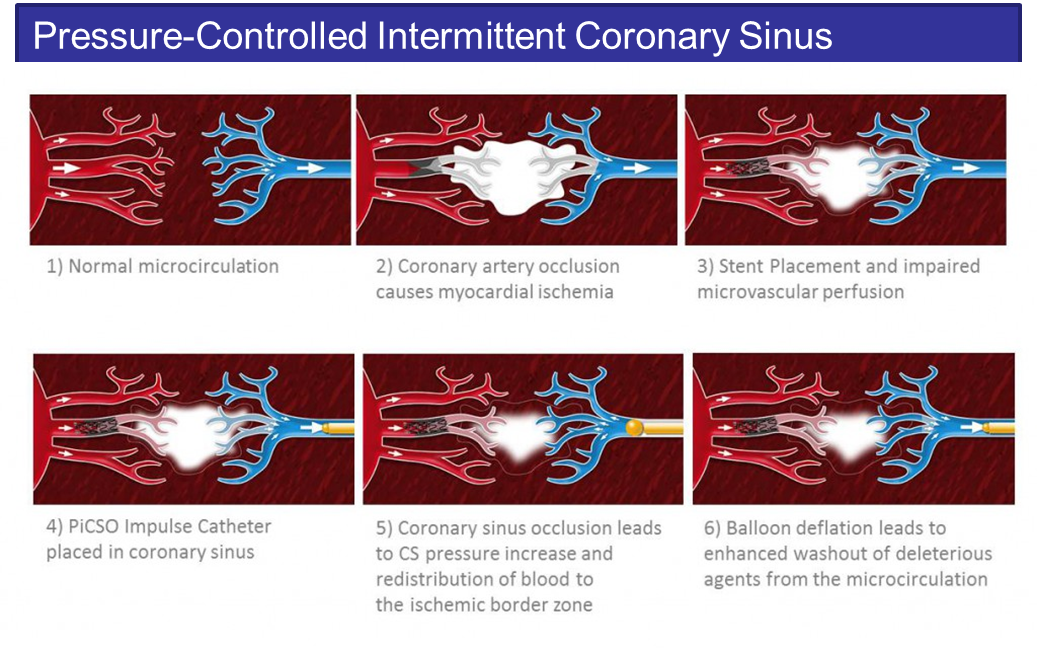 Pressure-Controlled Intermittent Coronary Sinus
1) Normal microcirculation
2) Coronary artery occlusion
causes myocardial ischemia
3) Stent Placement and impaired
microvascular perfusion
4) PiCSO Impulse Catheter
placed in coronary sinus
5) Coronary sinus occlusion leads
to CS pressure increase and
redistribution of blood to
the ischemic border zone
6) Balloon deflation leads to
enhanced washout of deleterious
agents from the microcirculation